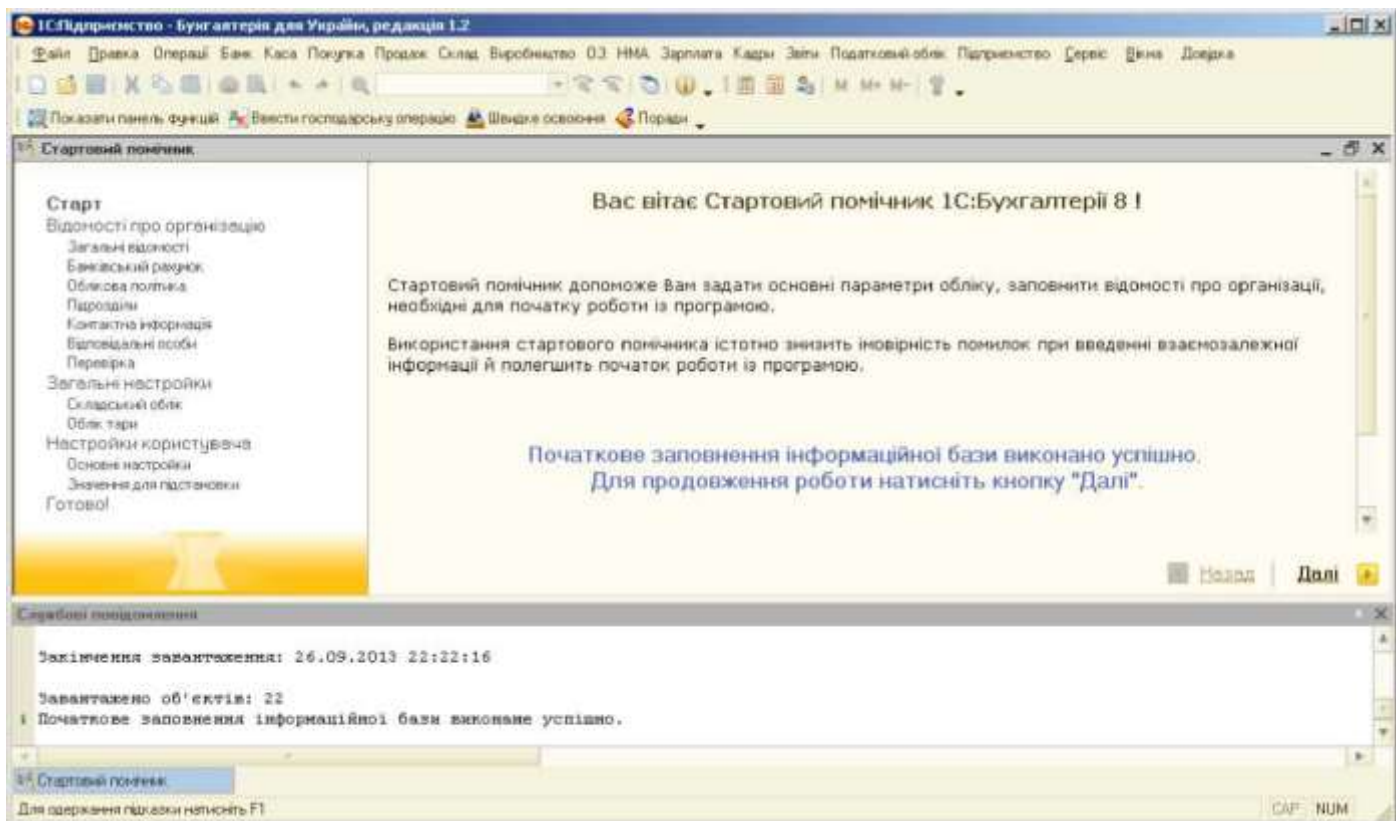 1С:Підприємство - Бухгалтерія для України, редакція 1.2
Файл Правка Операції Банк Каса Покупка Продаж Склад Виробництво ОЗ НМА Зарплата Кадри Звіти Податковий облік Підприємство Сервіс Вікна Довідка
M M+ M-
Показати панель функцій Ввести господарську операцію Швидке освоєння Поради
Стартовий помічник
Старт
Відомості про організацію
Загальні відомості
Банківський рахунок
Облікова політика
Підрозділи
Контактна інформація
Відповідальні особи
Перевірка
Загальні настройки
Складський облік
Облік тари
Настройки користувача
Основні настройки
Значення для підстановки
Готово!
Вас вітає Стартовий помічник 1С:Бухгалтерії 8 !
Стартовий помічник допоможе Вам задати основні параметри обліку, заповнити відомості про організації,
необхідні для початку роботи із програмою.
Використання стартового помічника істотно знизить імовірність помилок при введенні взаємозалежної
інформації й полегшить початок роботи із програмою.
Початкове заповнення інформаційної бази виконано успішно.
Для продовження роботи натисніть кнопку "Далі".
Назад Далі
Службові повідомлення
Закінчення завантаження: 26.09.2013 22:22:16
Завантажено об'єктів: 22
Початкове заповнення інформаційної бази виконане успішно.
Стартовий помічник
Для одержання підказки натисніть F1 CAP NUM